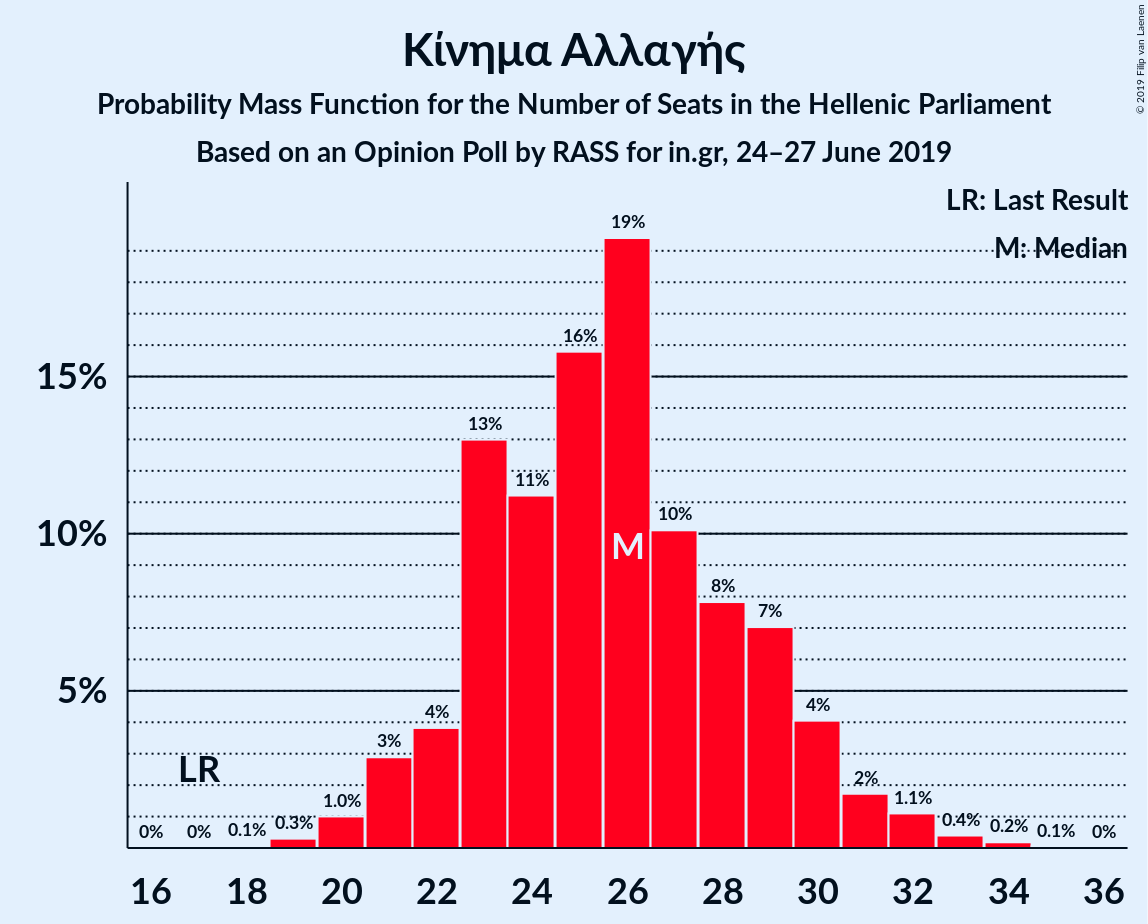 Κίνημα Αλλαγής
Probability Mass Function for the Number of Seats in the Hellenic Parliament
Based on an Opinion Poll by RASS for in.gr, 24–27 June 2019
© 2019 Filip van Laenen
LR: Last Result
M: Median
19%
16%
15%
13%
11%
10%
10%
M
8%
7%
5%
4%
4%
3%
LR
2%
1.0%
1.1%
0% 0% 0.1% 0.3% 0.4% 0.2% 0.1% 0%
16 18 20 22 24 26 28 30 32 34 36